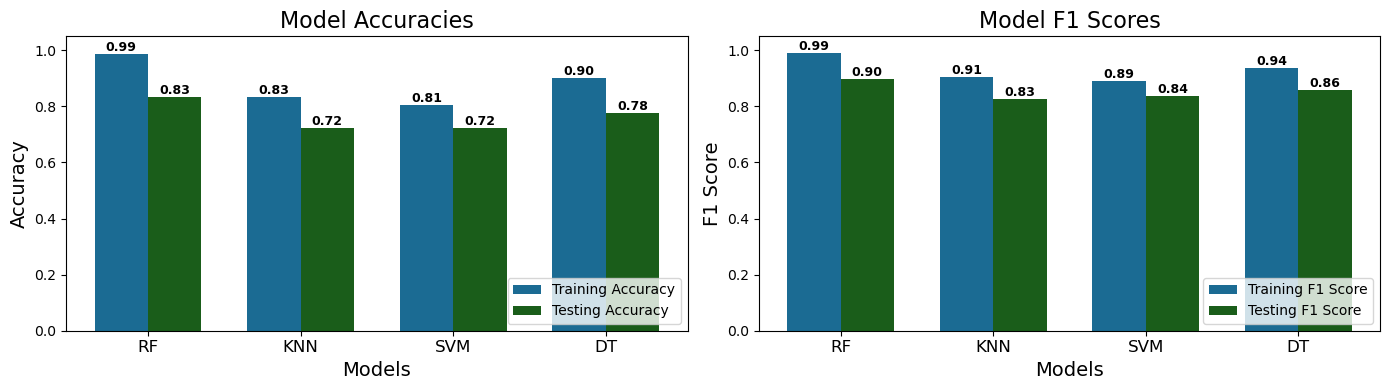 Model Accuracies
1.0
0.8
0.6
0.4
0.2
0.0
Accuracy
0.99
0.83
0.83
0.72
0.81
0.72
0.90
0.78
Training Accuracy
Testing Accuracy
RF
KNN
SVM
DT
Models
Model F1 Scores
1.0
0.8
0.6
0.4
0.2
0.0
F1 Score
0.99
0.90
0.91
0.83
0.89
0.84
0.94
0.86
Training F1 Score
Testing F1 Score
RF
KNN
SVM
DT
Models